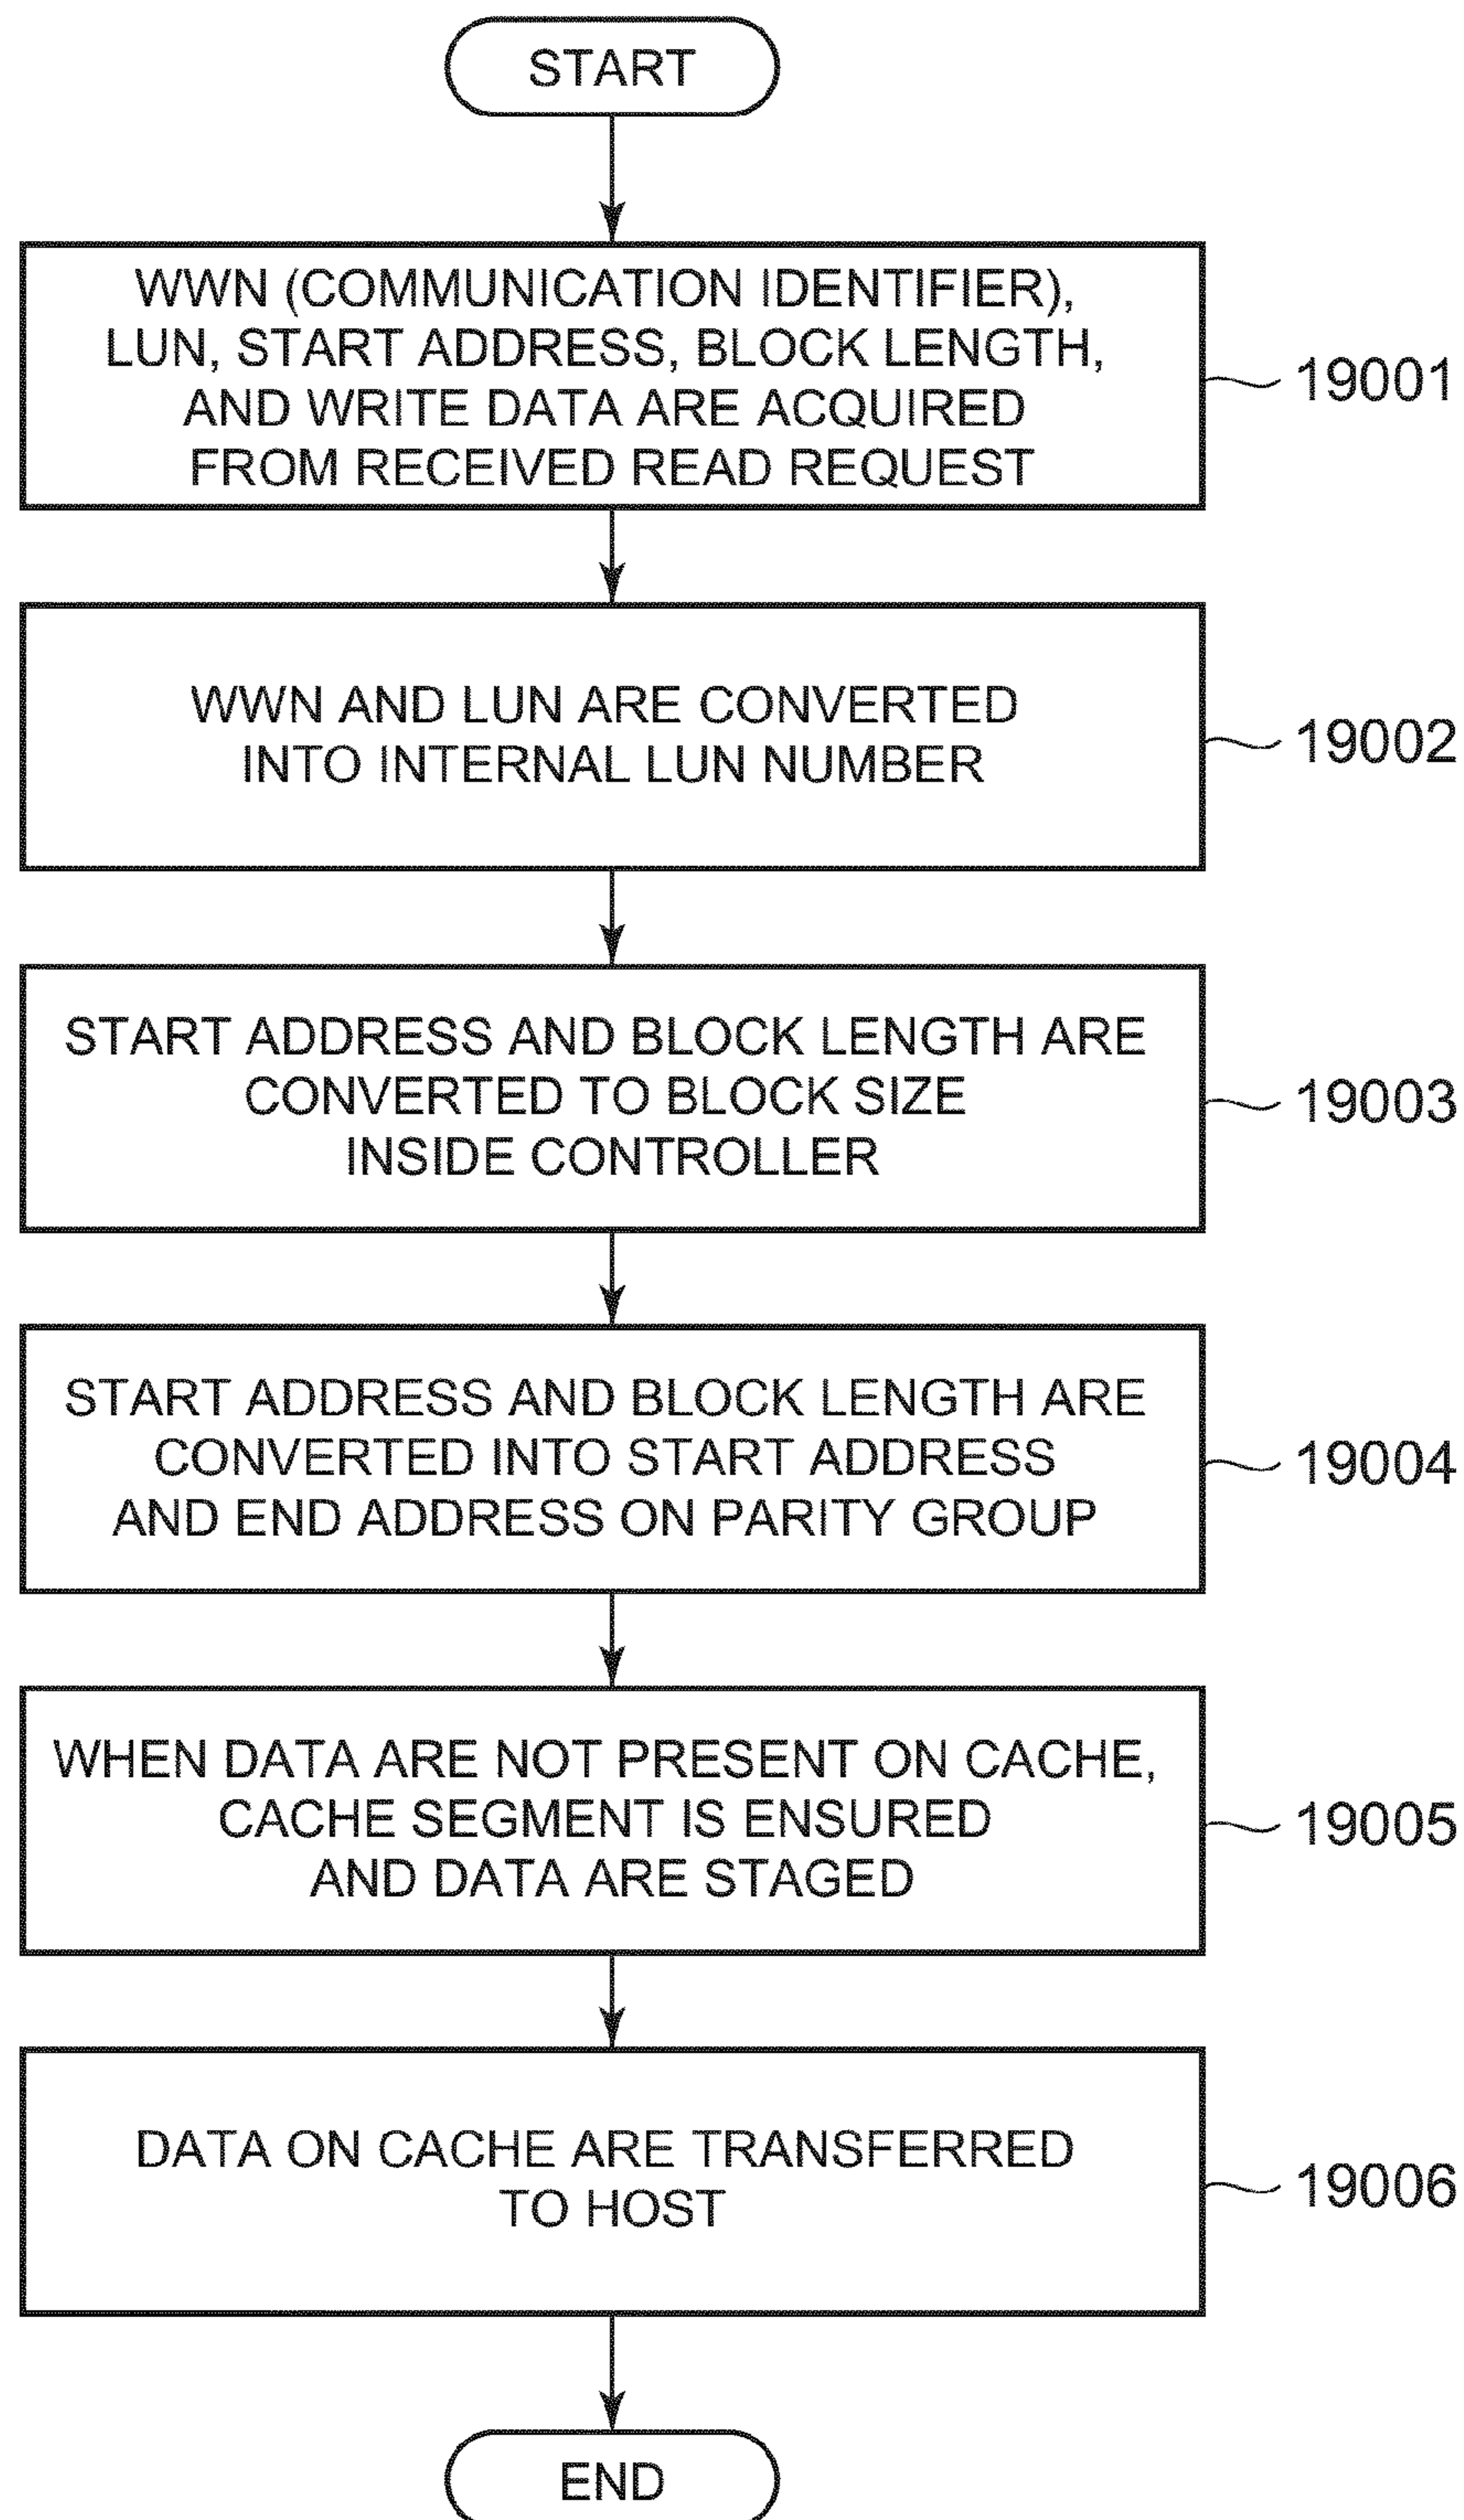 START
WWN (COMMUNICATION IDENTIFIER),
LUN, START ADDRESS, BLOCK LENGTH,
AND WRITE DATA ARE ACQUIRED
FROM RECEIVED READ REQUEST
19001
WWN AND LUN ARE CONVERTED
INTO INTERNAL LUN NUMBER
19002
START ADDRESS AND BLOCK LENGTH ARE
CONVERTED TO BLOCK SIZE
INSIDE CONTROLLER
19003
START ADDRESS AND BLOCK LENGTH ARE
CONVERTED INTO START ADDRESS
AND END ADDRESS ON PARITY GROUP
19004
WHEN DATA ARE NOT PRESENT ON CACHE,
CACHE SEGMENT IS ENSURED
AND DATA ARE STAGED
19005
DATA ON CACHE ARE TRANSFERRED
TO HOST
19006
END